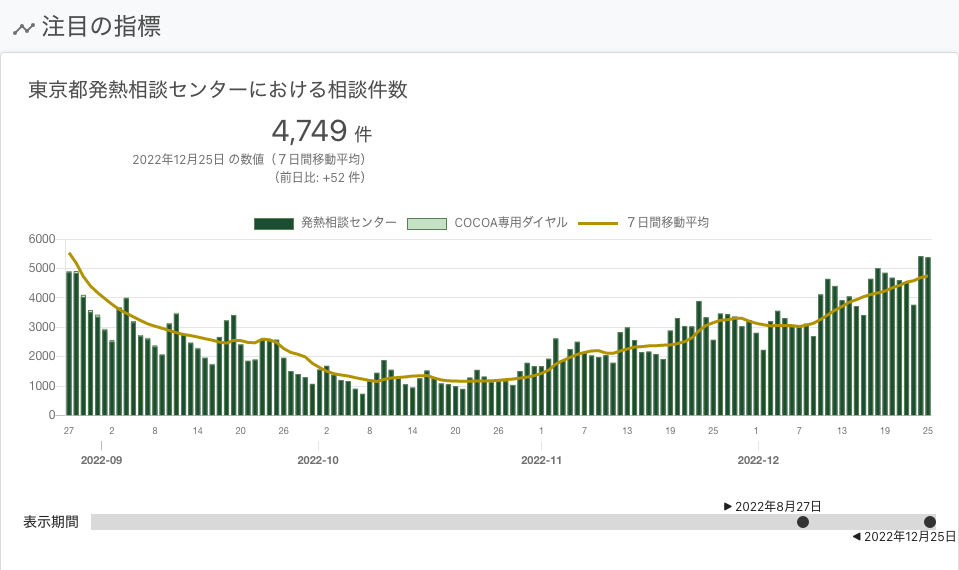 注目の指標
東京都発熱相談センターにおける相談件数
4,749 件
2022年12月25日 の数値（７日間移動平均）
（前日比: +52 件）
発熱相談センター COCOA専用ダイヤル ７日間移動平均
6000
5000
4000
3000
2000
1000
0
27 2 8 14 20 26 2 8 14 20 26 1 7 13 19 25 1 7 13 19 25
2022-09 2022-10 2022-11 2022-12
2022年8月27日
表示期間
2022年12月25日